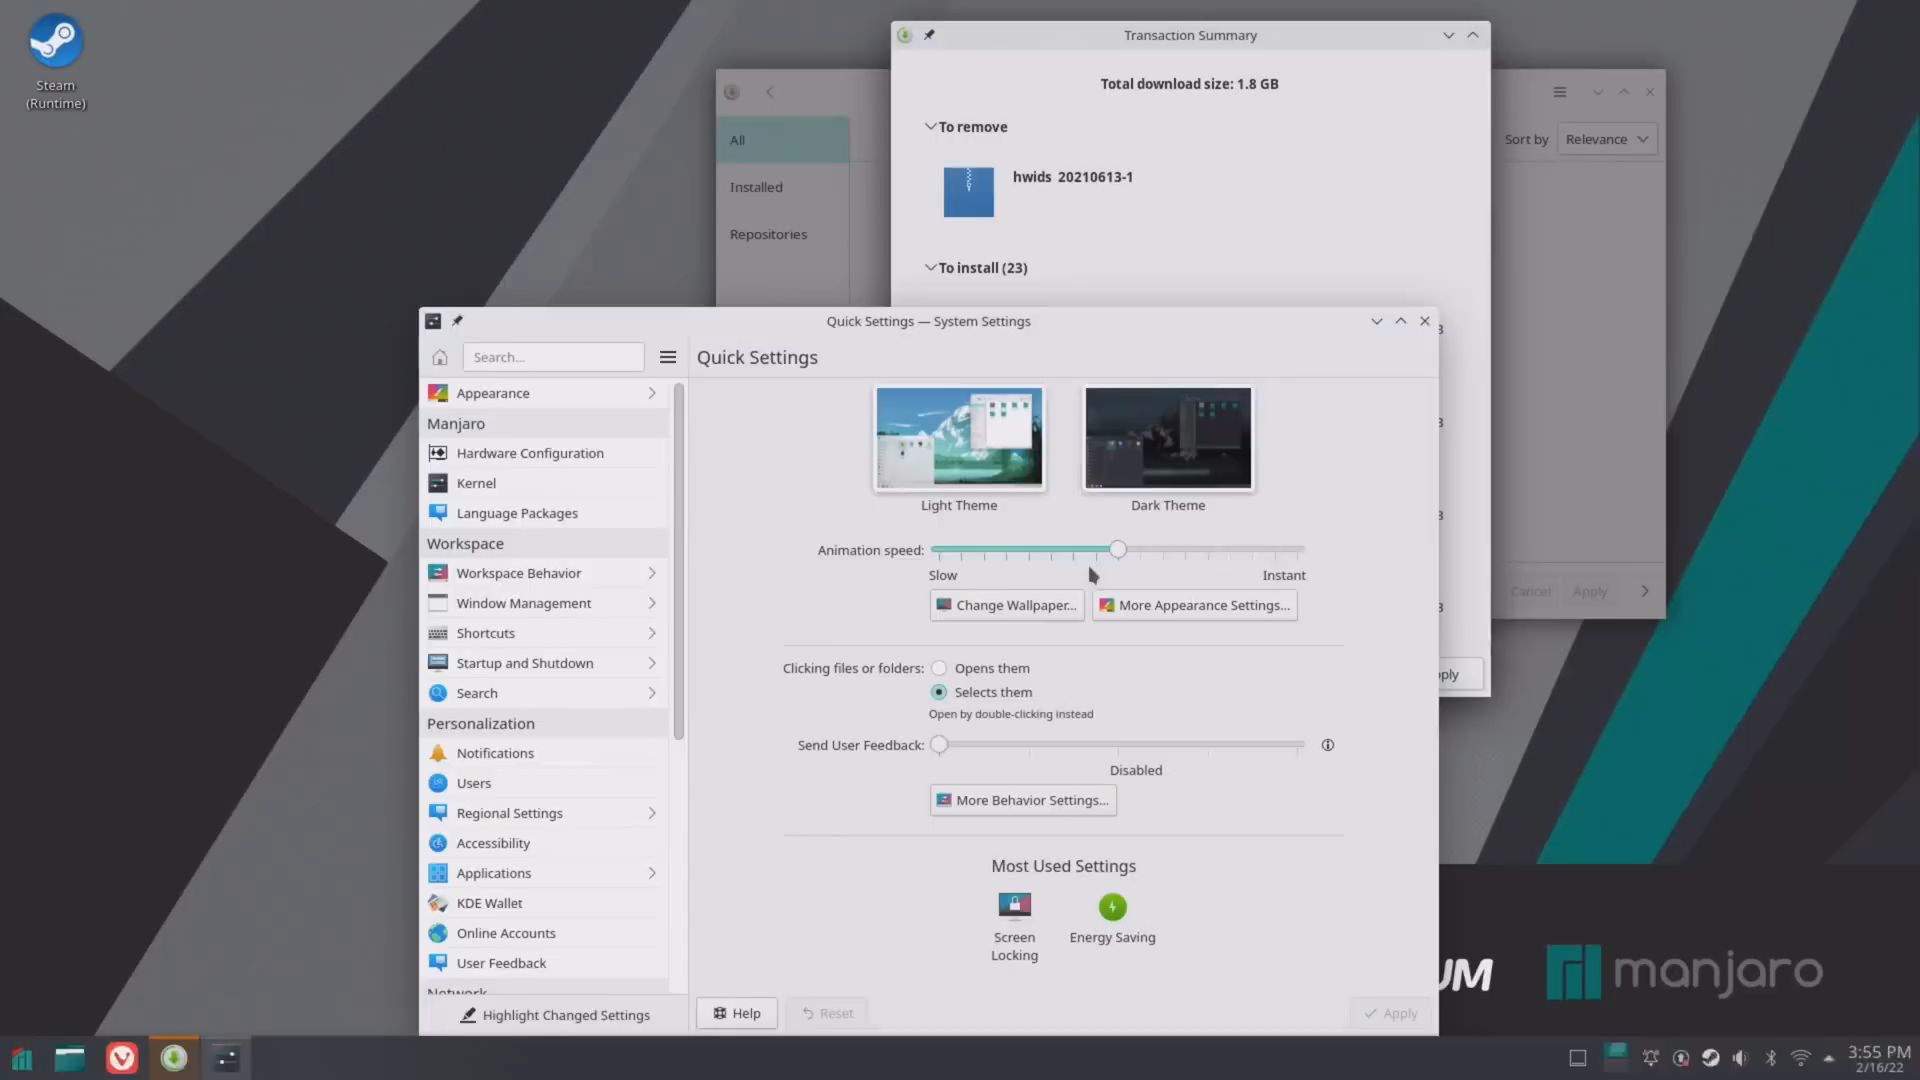 Steam
(Runtime)
Transaction Summary
Total download size: 1.8 GB
To remove
hwids 20210613-1
To install (23)
All
Installed
Repositories
Sort by
Relevance
Cancel
Apply
Quick Settings — System Settings
Search...
Quick Settings
Appearance
Manjaro
Hardware Configuration
Kernel
Language Packages
Workspace
Workspace Behavior
Window Management
Shortcuts
Startup and Shutdown
Search
Personalization
Notifications
Users
Regional Settings
Accessibility
Applications
KDE Wallet
Online Accounts
User Feedback
Network
Highlight Changed Settings
Light Theme
Dark Theme
Animation speed:
Slow
Instant
Change Wallpaper...
More Appearance Settings...
Clicking files or folders:
Opens them
Selects them
Open by double-clicking instead
Send User Feedback:
Disabled
More Behavior Settings...
Most Used Settings
Screen
Locking
Energy Saving
Help
Reset
Apply
manjaro
3:55 PM
2/16/22